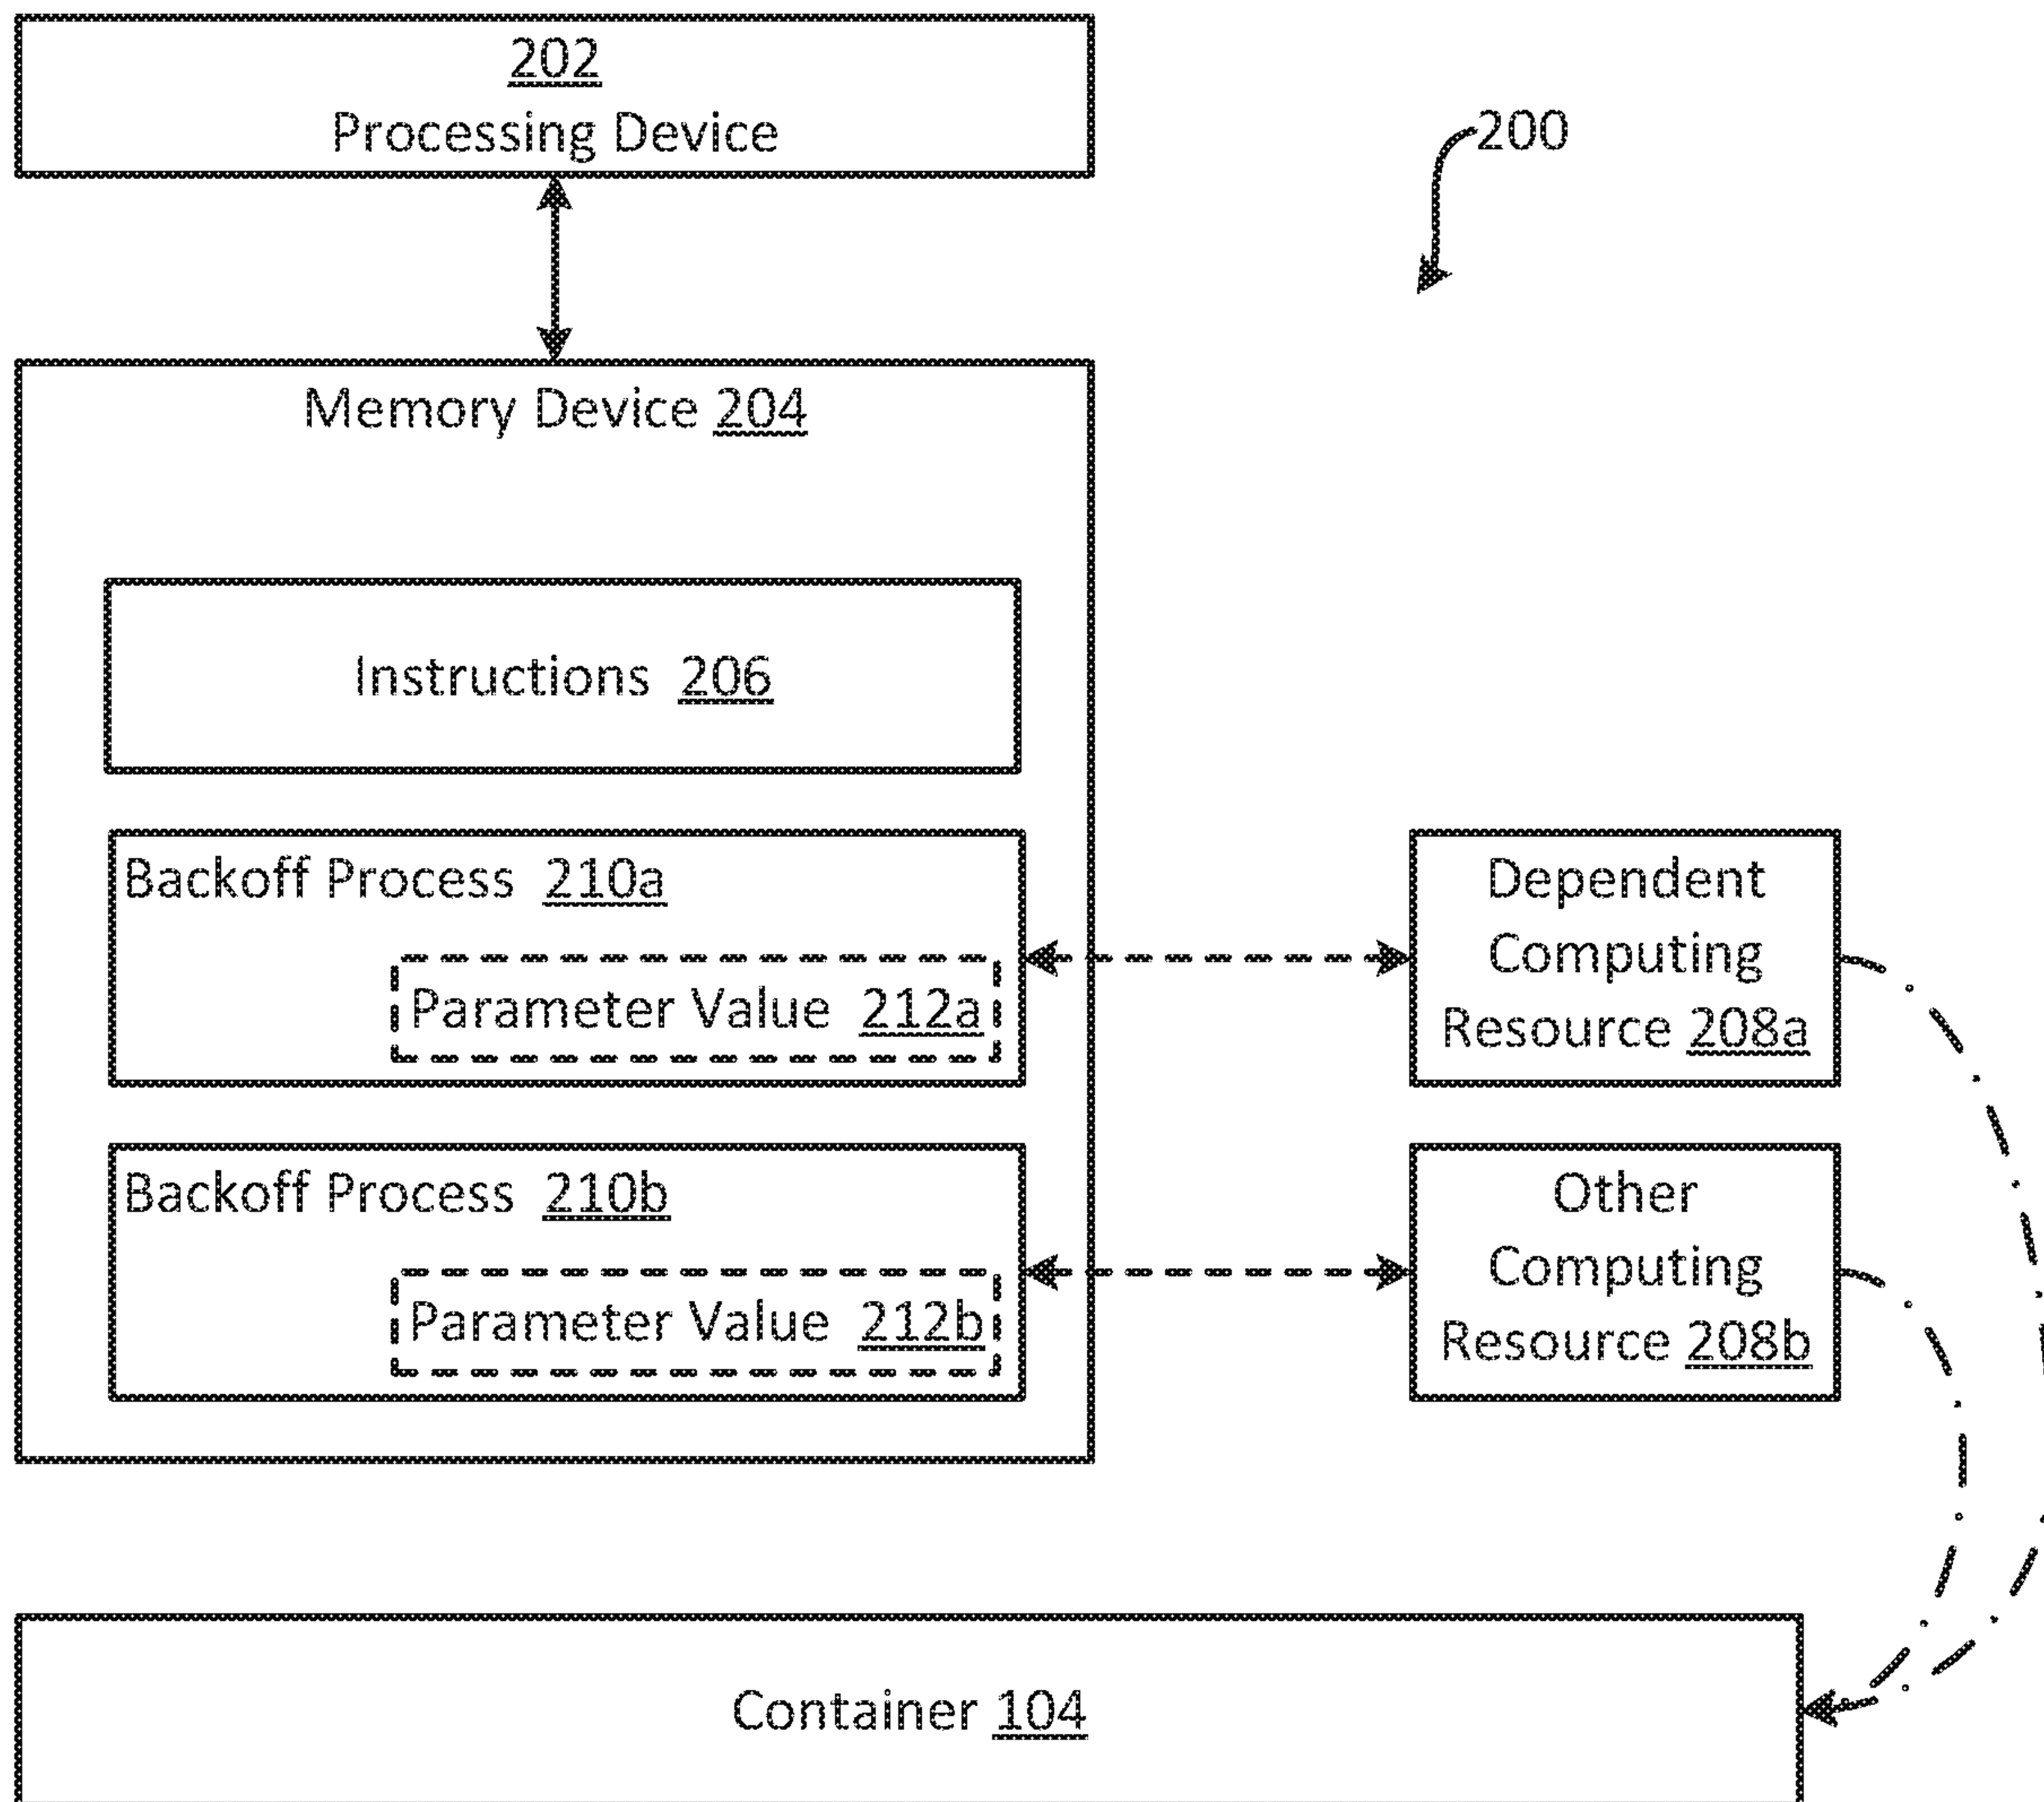 202
Processing Device
200
Memory Device 204
Instructions 206
Backoff Process 210a
Parameter Value 212a
Dependent
Computing
Resource 208a
Backoff Process 210b
Parameter Value 212b
Other
Computing
Resource 208b
Container 104